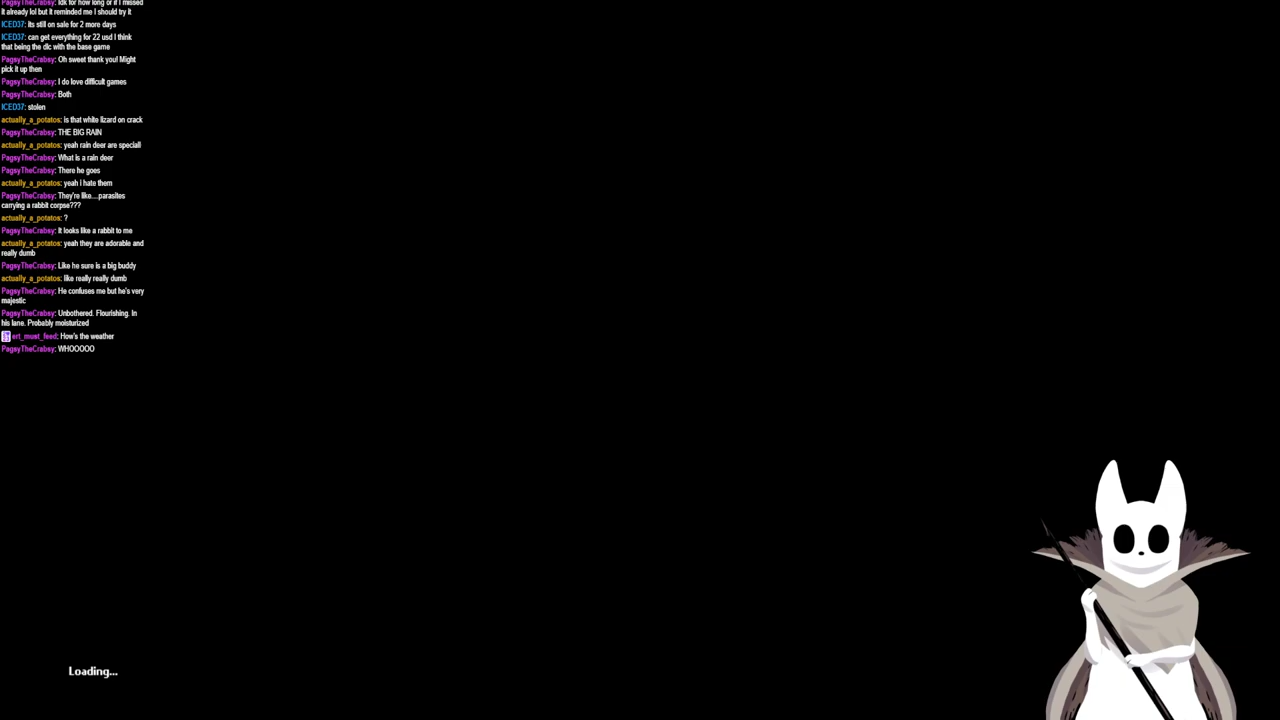 PagsyTheCrabsy: Idk for how long or if I missed
it already lol but it reminded me I should try it
ICED37: its still on sale for 2 more days
ICED37: can get everything for 22 usd I think
that being the dlc with the base game
PagsyTheCrabsy: Oh sweet thank you! Might
pick it up then
PagsyTheCrabsy: I do love difficult games
PagsyTheCrabsy: Both
ICED37: stolen
actually_a_potatos: is that white lizard on crack
PagsyTheCrabsy: THE BIG RAIN
actually_a_potatos: yeah rain deer are special!
PagsyTheCrabsy: What is a rain deer
PagsyTheCrabsy: There he goes
actually_a_potatos: yeah i hate them
PagsyTheCrabsy: They're like....parasites
carrying a rabbit corpse???
actually_a_potatos: ?
PagsyTheCrabsy: It looks like a rabbit to me
actually_a_potatos: yeah they are adorable and
really dumb
PagsyTheCrabsy: Like he sure is a big buddy
actually_a_potatos: like really really dumb
PagsyTheCrabsy: He confuses me but he's very
majestic
PagsyTheCrabsy: Unbothered. Flourishing. In
his lane. Probably moisturized
ert_must_feed: How's the weather
PagsyTheCrabsy: WHOOOOO
Loading...